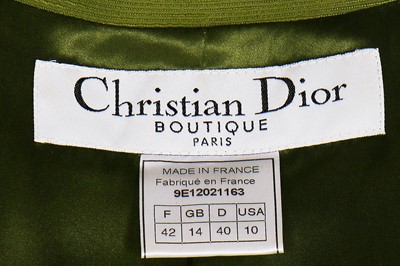 Christian Dior
BOUTIQUE
PARIS
MADE IN FRANCE
Fabriqué en France
9E12021163
F GB D USA
42 14 40 10